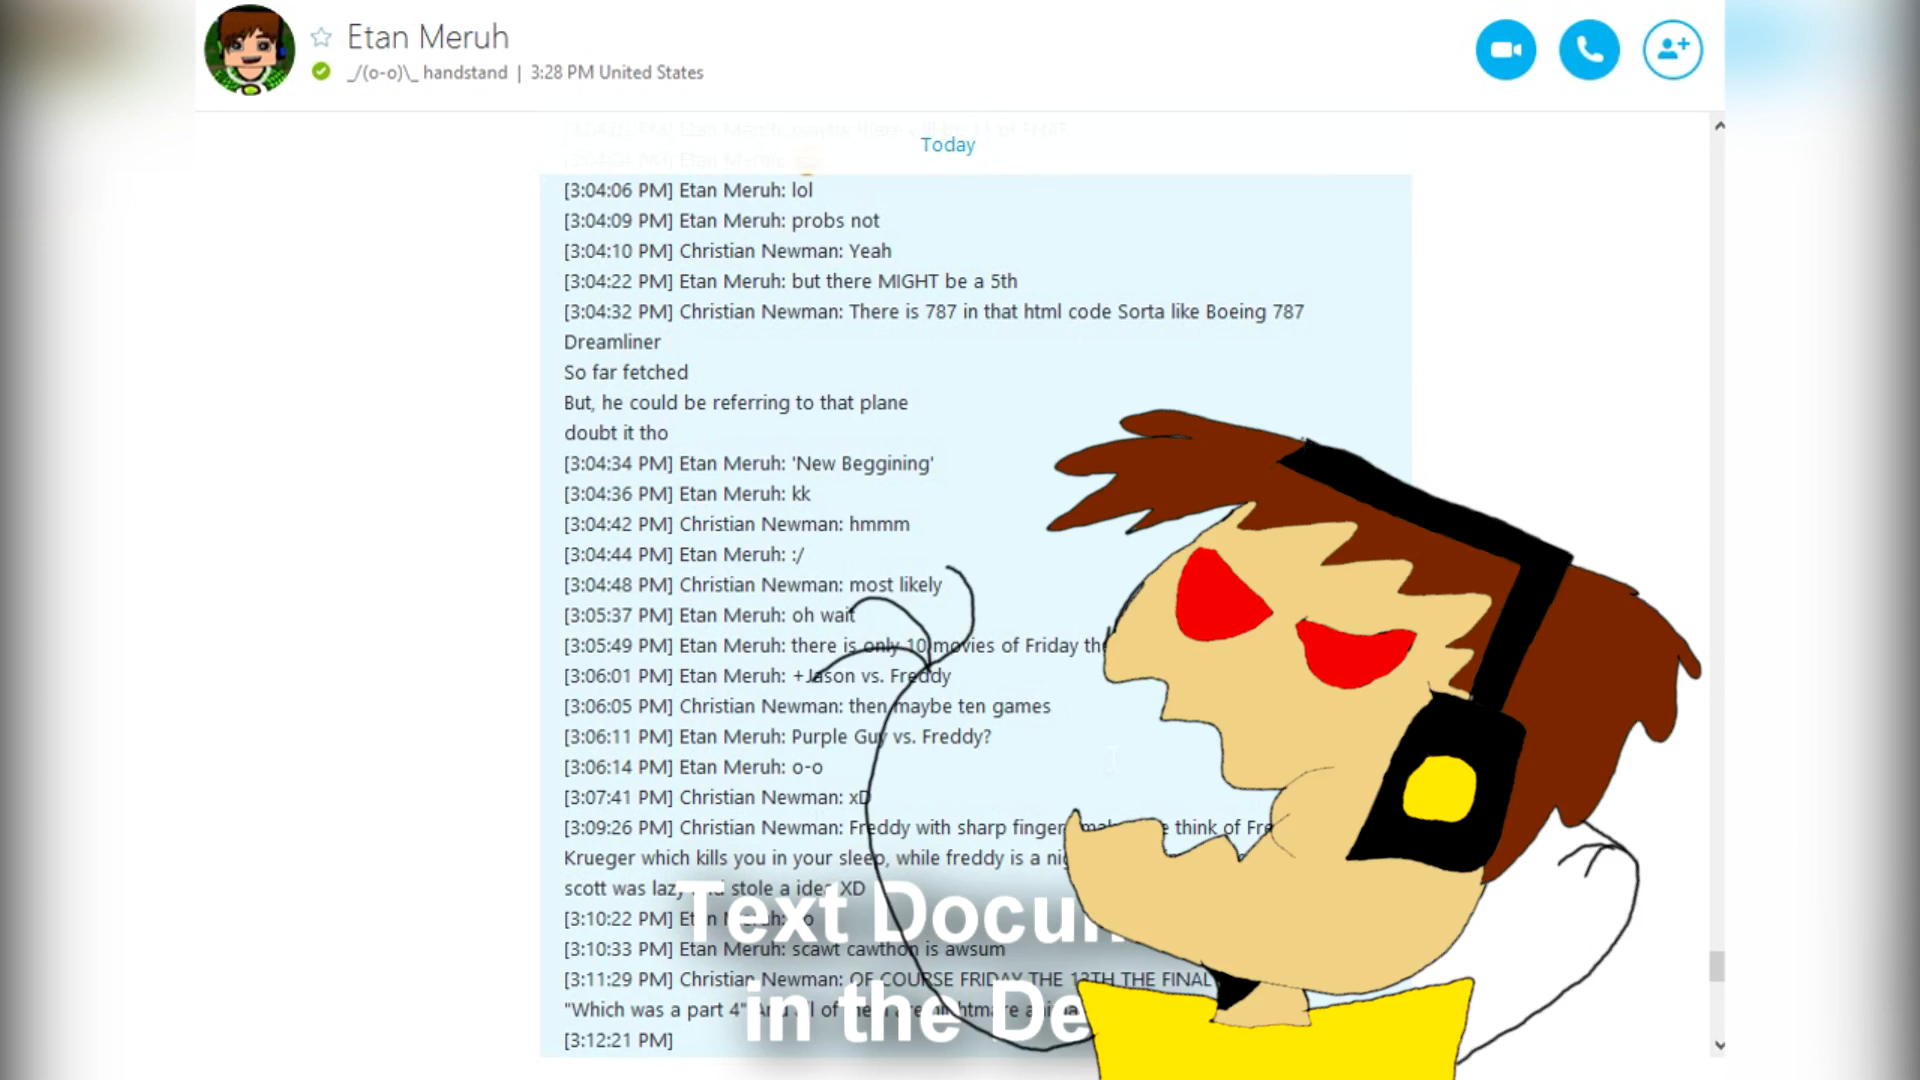 Etan Meruh
_/(o-o)\_ handstand | 3:28 PM United States
Today
[3:04:06 PM] Etan Meruh: lol
[3:04:09 PM] Etan Meruh: probs not
[3:04:10 PM] Christian Newman: Yeah
[3:04:22 PM] Etan Meruh: but there MIGHT be a 5th
[3:04:32 PM] Christian Newman: There is 787 in that html code Sorta like Boeing 787
Dreamliner
So far fetched
But, he could be referring to that plane
doubt it tho
[3:04:34 PM] Etan Meruh: 'New Beggining'
[3:04:36 PM] Etan Meruh: kk
[3:04:42 PM] Christian Newman: hmmm
[3:04:44 PM] Etan Meruh: :/
[3:04:48 PM] Christian Newman: most likely
[3:05:37 PM] Etan Meruh: oh wait
[3:05:49 PM] Etan Meruh: there is only 10 movies of Friday
[3:06:01 PM] Etan Meruh: +Jason vs. Freddy
[3:06:05 PM] Christian Newman: then maybe ten games
[3:06:11 PM] Etan Meruh: Purple Guy vs. Freddy?
[3:06:14 PM] Etan Meruh: o-o
[3:07:41 PM] Christian Newman: xD
[3:09:26 PM] Christian Newman: Freddy with sharp finger think of
Krueger which kills you in your sleep, while freddy is a
scott was lazy stole a idea XD
[3:10:22 PM] Etan Meruh:
[3:10:33 PM] Etan Meruh: scawt cawthon is awsum
[3:11:29 PM] Christian Newman: OF COURSE FRIDAY THE 13TH THE FINAL
"Which was a part 4" And all of
[3:12:21 PM]
Text
in the